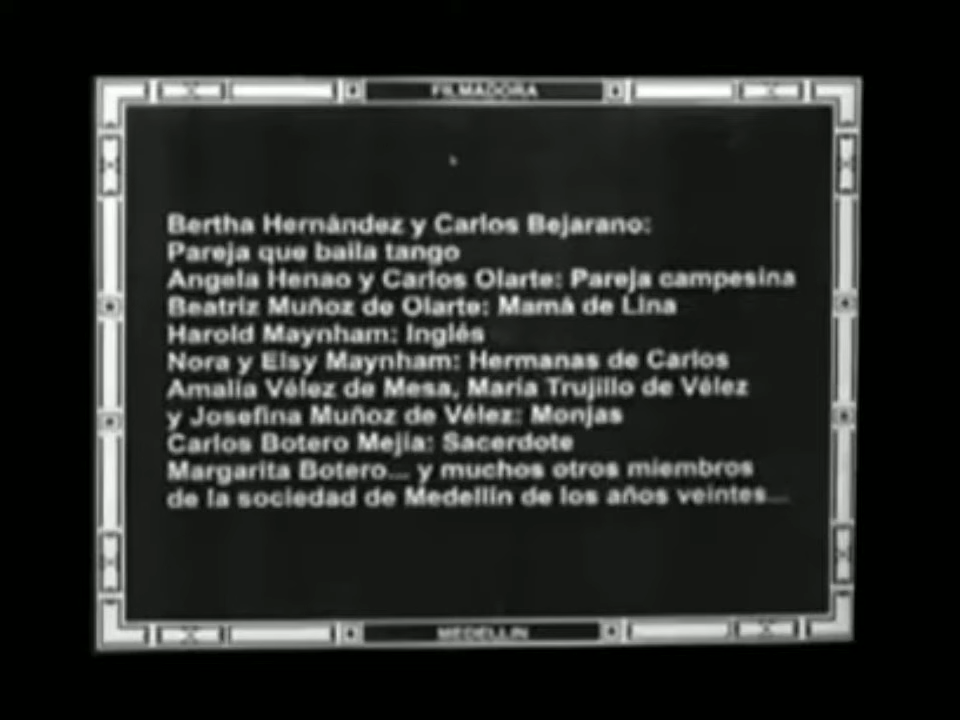 FILMADORA
Bertha Hernández y Carlos Bejarano:
Pareja que baila tango
Angela Henao y Carlos Olarte: Pareja campesina
Beatriz Muñoz de Olarte: Mamá de Lina
Harold Maynham: Inglés
Nora y Elsy Maynham: Hermanas de Carlos
Amalia Vélez de Mesa, María Trujillo de Vélez
y Josefina Muñoz de Vélez: Monjas
Carlos Botero Mejía: Sacerdote
Margarita Botero... y muchos otros miembros
de la sociedad de Medellín de los años veintes...
MEDELLIN